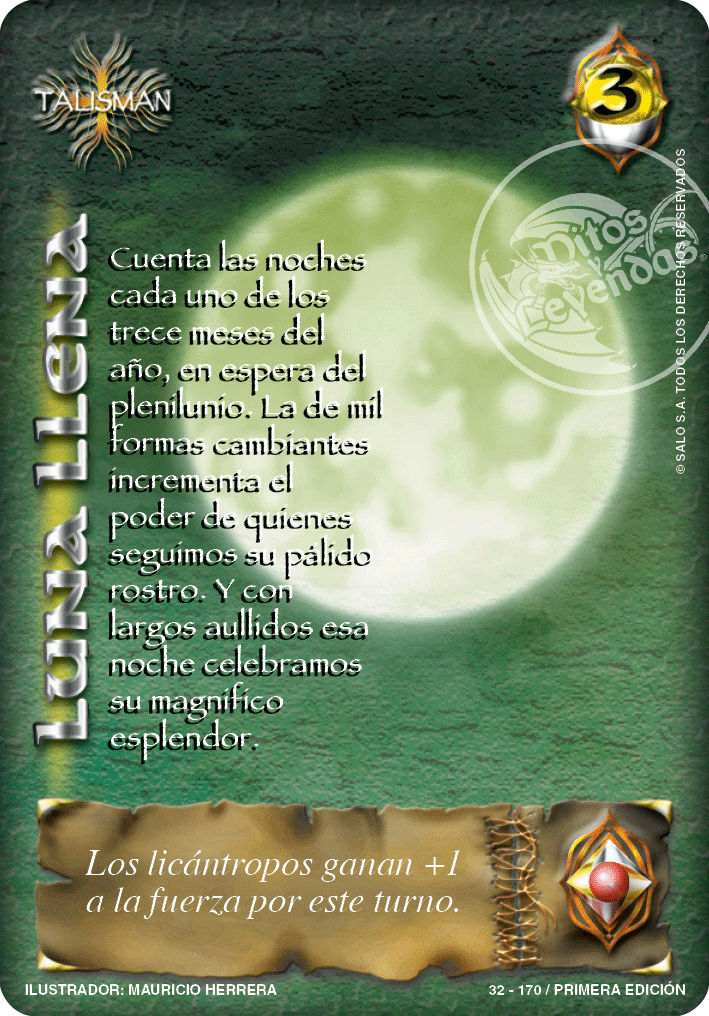 TALISMAN
3
Mitos
y
Leyendas
®
© SALO S.A. TODOS LOS DERECHOS RESERVADOS
LUNA LLENA
Cuenta las noches
cada uno de los
trece meses del
año, en espera del
plenilunio. La de mil
formas cambiantes
incrementa el
poder de quienes
seguimos su pálido
rostro. Y con
largos aullidos esa
noche celebramos
su magnífico
esplendor.
Los licántropos ganan +1
a la fuerza por este turno.
ILUSTRADOR: MAURICIO HERRERA
32 - 170 / PRIMERA EDICIÓN